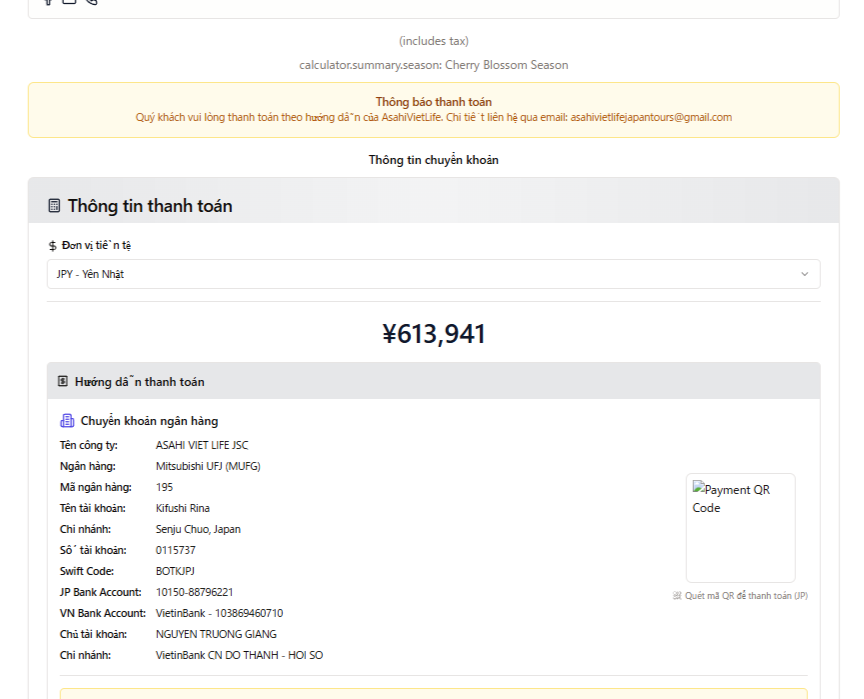 (includes tax)
calculator.summary.season: Cherry Blossom Season
Thông báo thanh toán
Quý khách vui lòng thanh toán theo hướng dẫn của AsahiVietLife. Chi tiết liên hệ qua email: asahivietlifejapantours@gmail.com
Thông tin chuyển khoản
Thông tin thanh toán
Đơn vị tiền tệ
JPY - Yên Nhật
¥613,941
Hướng dẫn thanh toán
Chuyển khoản ngân hàng
Tên công ty: ASAHI VIET LIFE JSC
Ngân hàng: Mitsubishi UFJ (MUFG)
Mã ngân hàng: 195
Tên tài khoản: Kifushi Rina
Chi nhánh: Senju Chuo, Japan
Số tài khoản: 0115737
Swift Code: BOTKJPJ
JP Bank Account: 10150-88796221
VN Bank Account: VietinBank - 103869460710
Chủ tài khoản: NGUYEN TRUONG GIANG
Chi nhánh: VietinBank CN DO THANH - HOI SO
Payment QR
Code
Quét mã QR để thanh toán (JP)